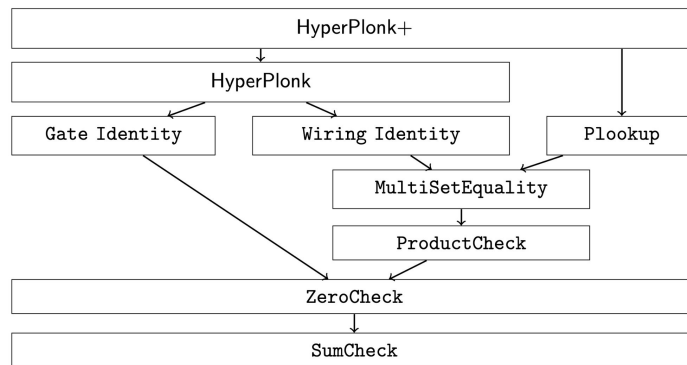 HyperPlonk+
HyperPlonk
Gate Identity
Wiring Identity
Plookup
MultiSetEquality
ProductCheck
ZeroCheck
SumCheck